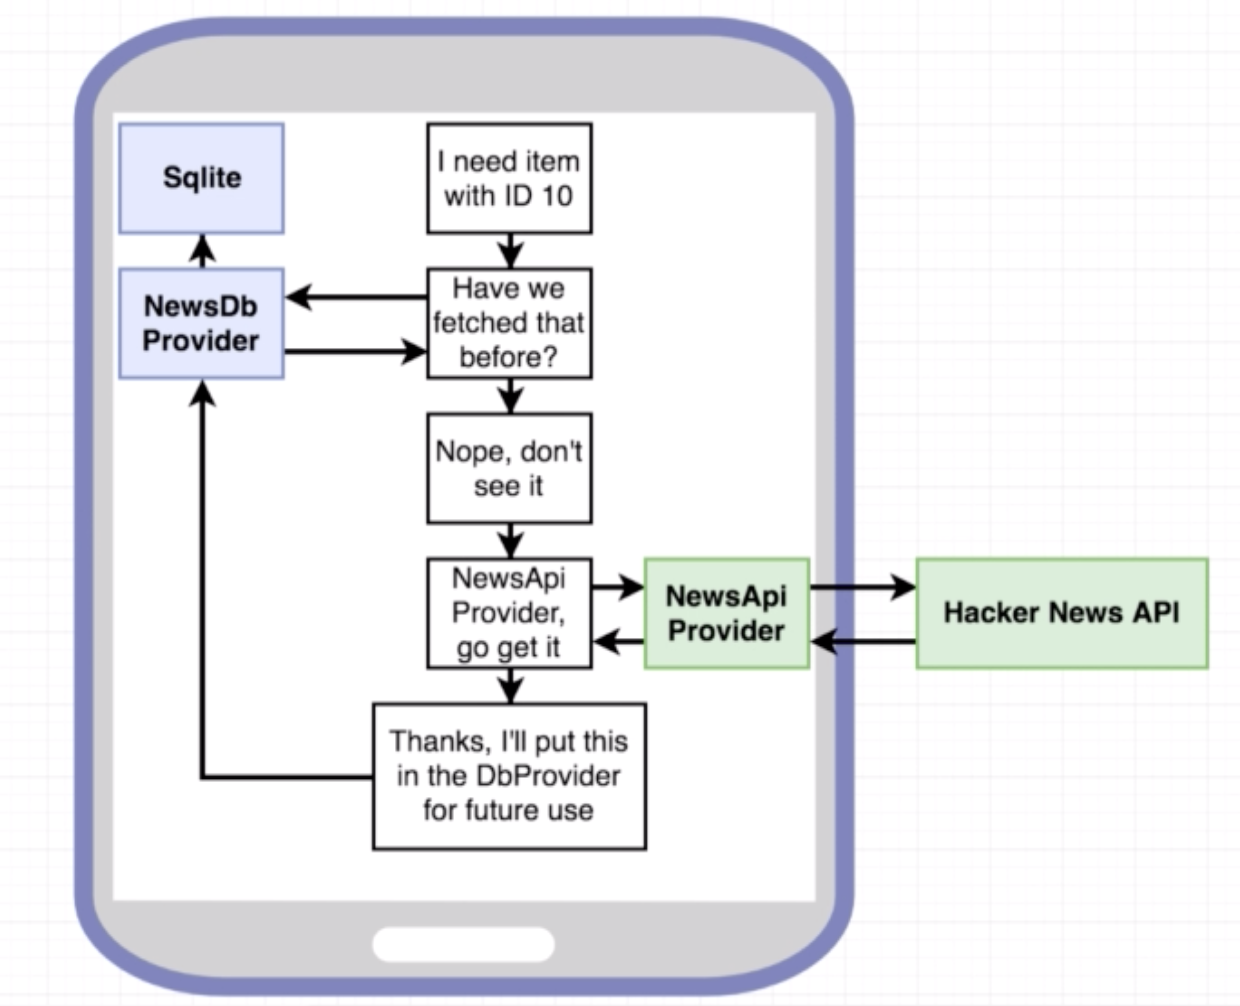 Sqlite
I need item
with ID 10
NewsDb
Provider
Have we
fetched that
before?
Nope, don't
see it
NewsApi
Provider,
go get it
NewsApi
Provider
Hacker News API
Thanks, I'll put this
in the DbProvider
for future use